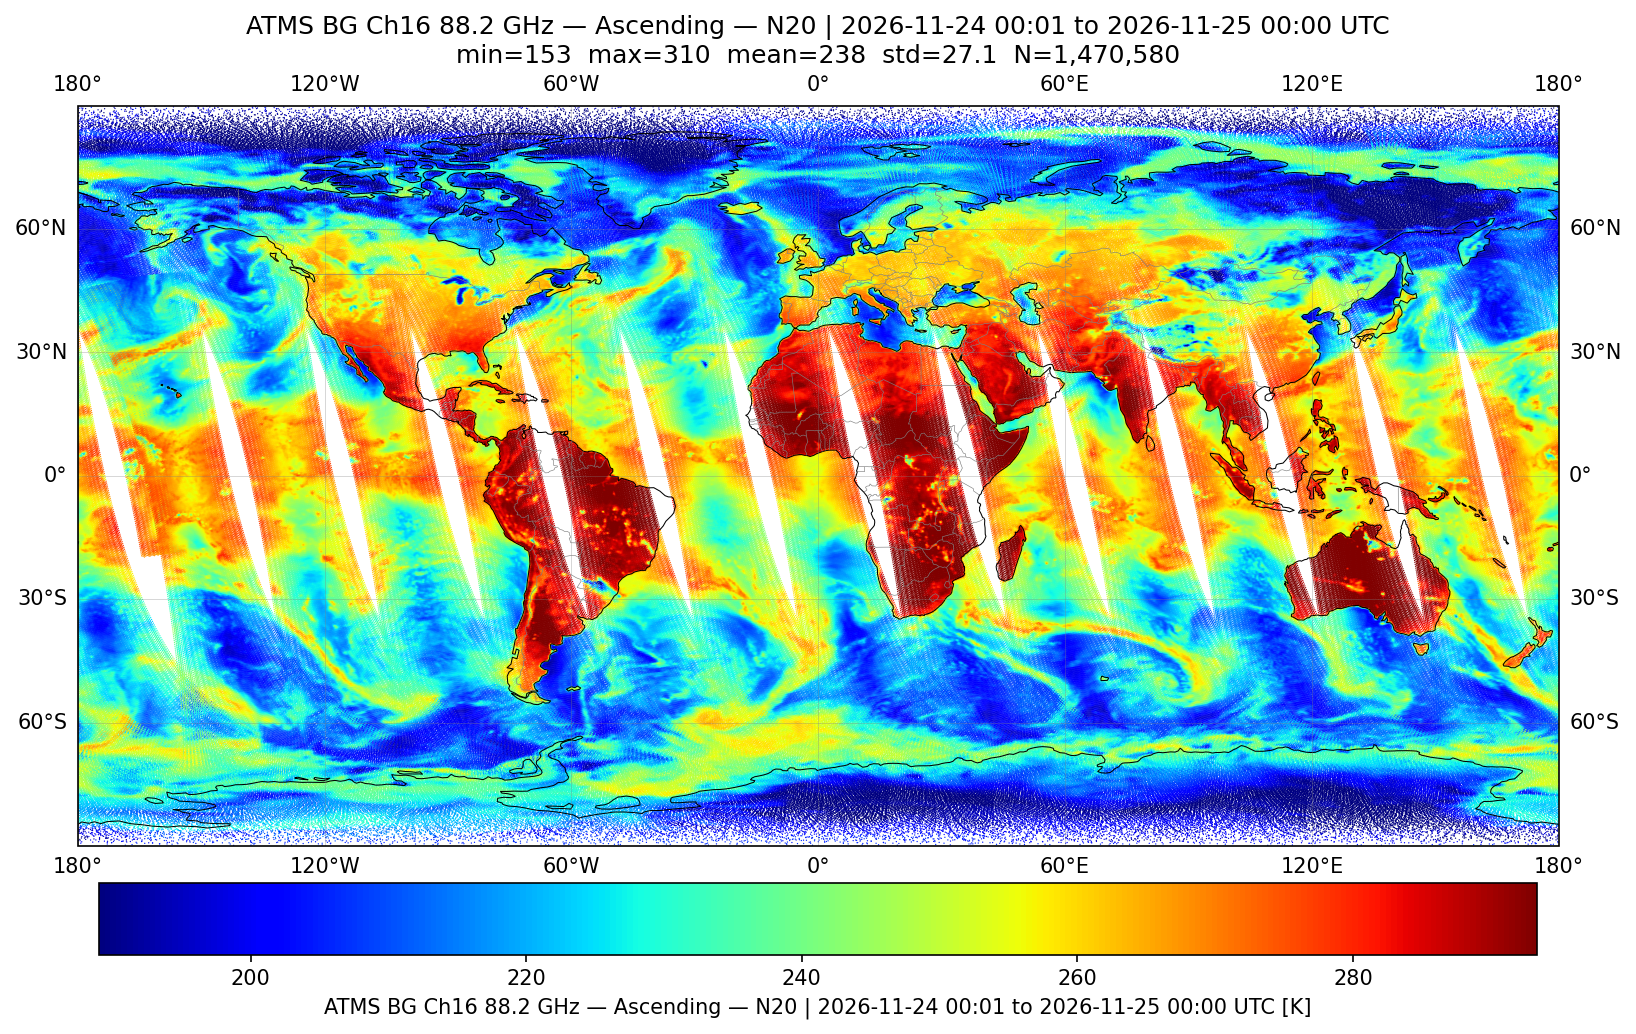 ATMS BG Ch16 88.2 GHz — Ascending — N20 | 2026-11-24 00:01 to 2026-11-25 00:00 UTC
min=153  max=310  mean=238  std=27.1  N=1,470,580
180° 120°W 60°W 0° 60°E 120°E 180°
60°N 60°N
30°N 30°N
0° 0°
30°S 30°S
60°S 60°S
180° 120°W 60°W 0° 60°E 120°E 180°
200 220 240 260 280
ATMS BG Ch16 88.2 GHz — Ascending — N20 | 2026-11-24 00:01 to 2026-11-25 00:00 UTC [K]